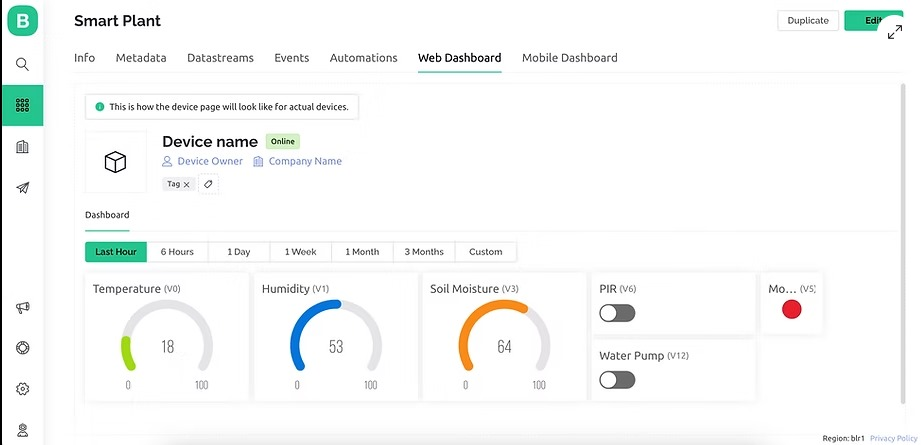 B
Smart Plant
Duplicate
Info Metadata Datastreams Events Automations Web Dashboard Mobile Dashboard
This is how the device page will look like for actual devices.
Device name Online
Device Owner Company Name
Tag
Dashboard
Last Hour 6 Hours 1 Day 1 Week 1 Month 3 Months Custom
Temperature (V0)
18
0 100
Humidity (V1)
53
0 100
Soil Moisture (V3)
64
0 100
PIR (V6)
Water Pump (V12)
Mo... (V5)
Region: blr1 Privacy Policy